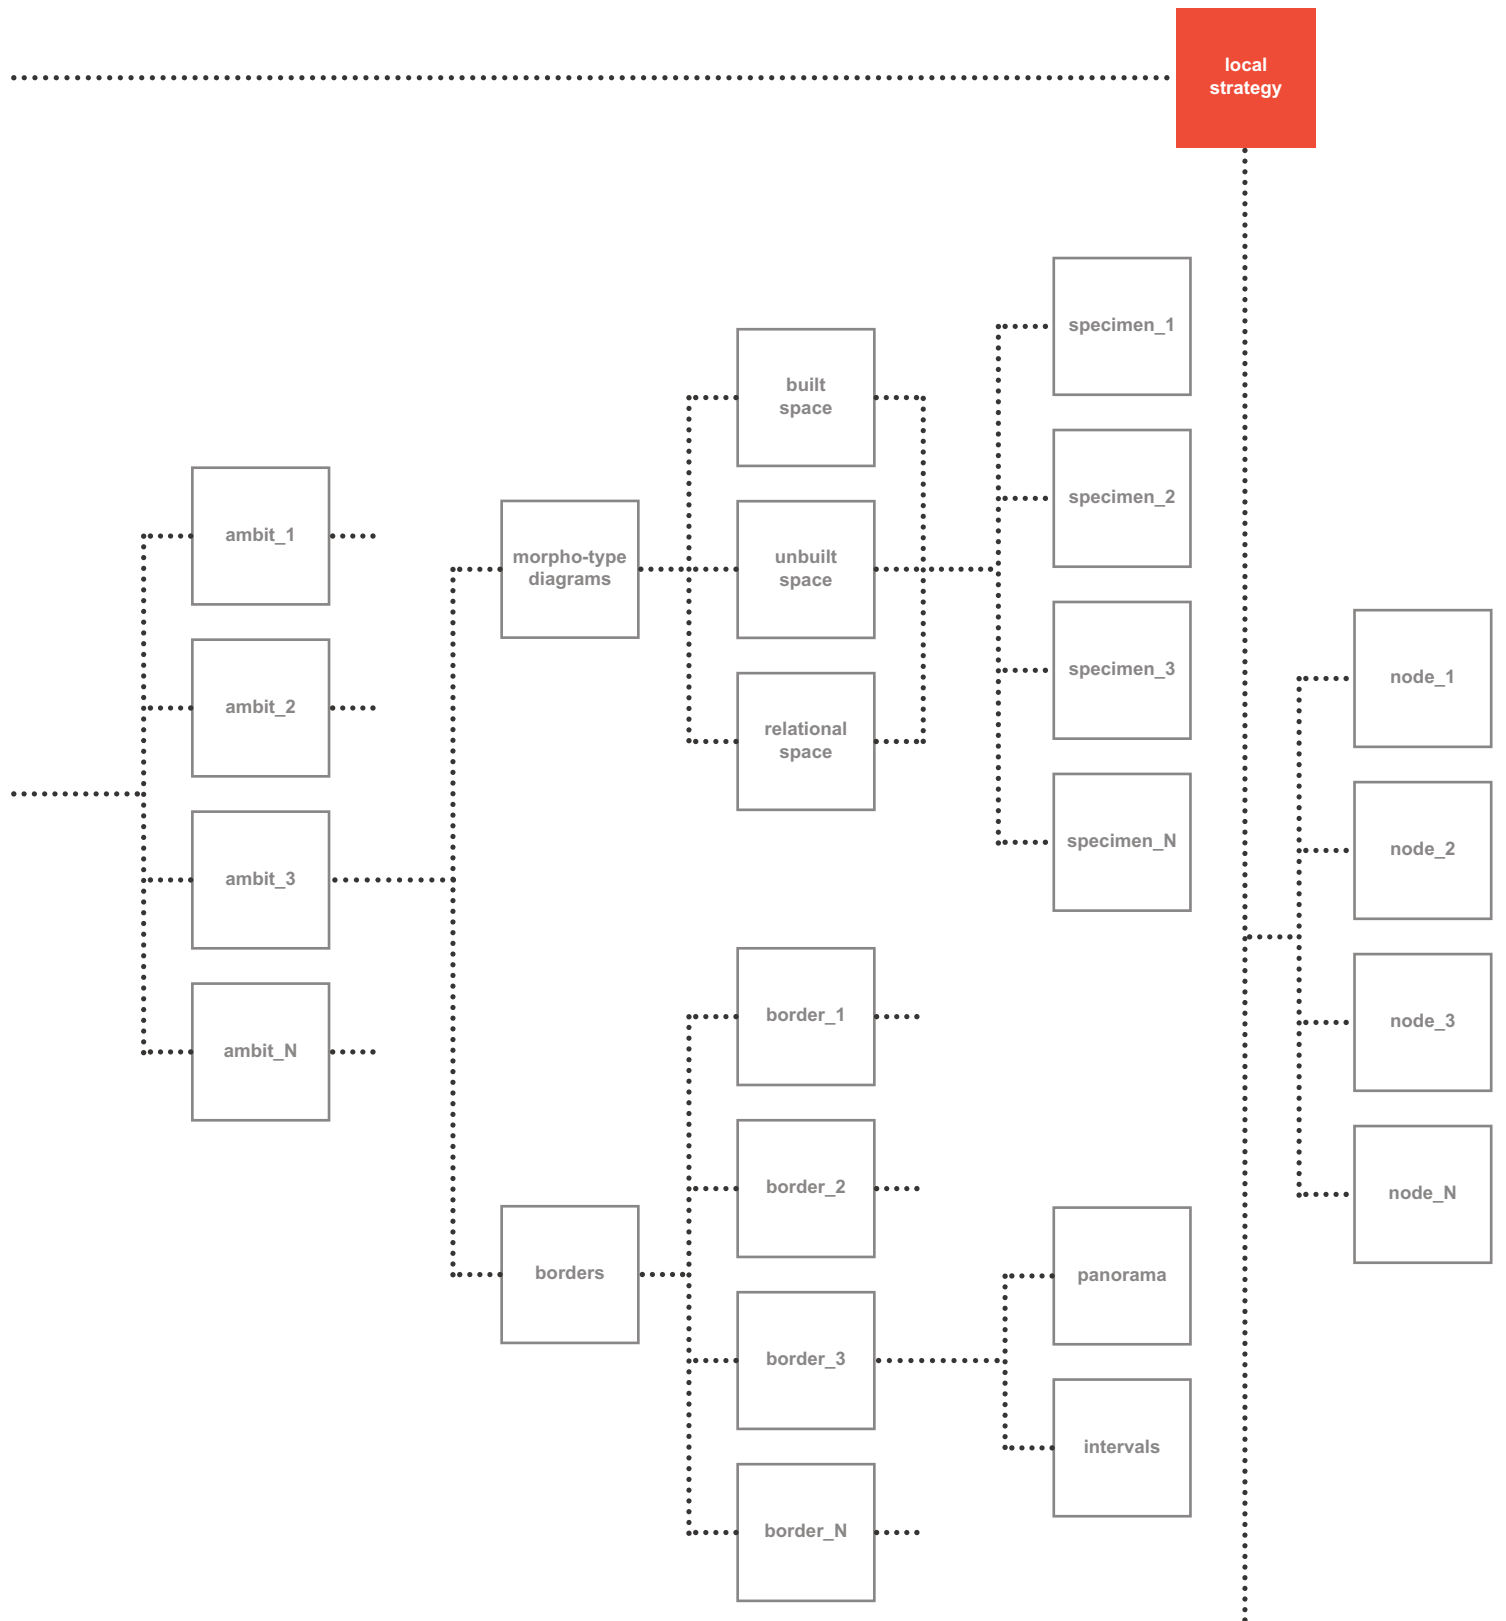 local
strategy
ambit_1
ambit_2
ambit_3
ambit_N
morpho-type
diagrams
borders
built
space
unbuilt
space
relational
space
border_1
border_2
border_3
border_N
specimen_1
specimen_2
specimen_3
specimen_N
panorama
intervals
node_1
node_2
node_3
node_N